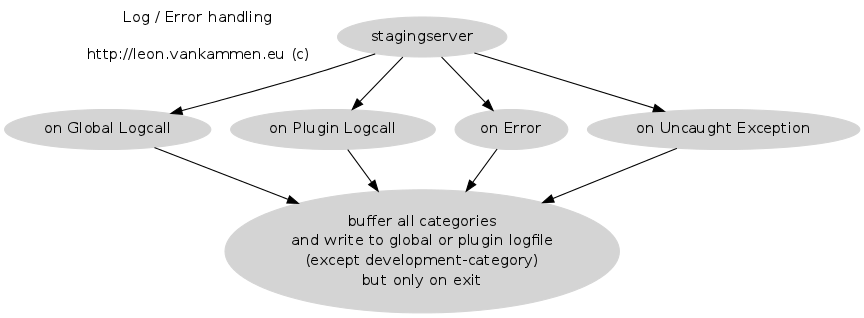 Log / Error handling
http://leon.vankammen.eu (c)
stagingserver
on Global Logcall
on Plugin Logcall
on Error
on Uncaught Exception
buffer all categories
and write to global or plugin logfile
(except development-category)
but only on exit